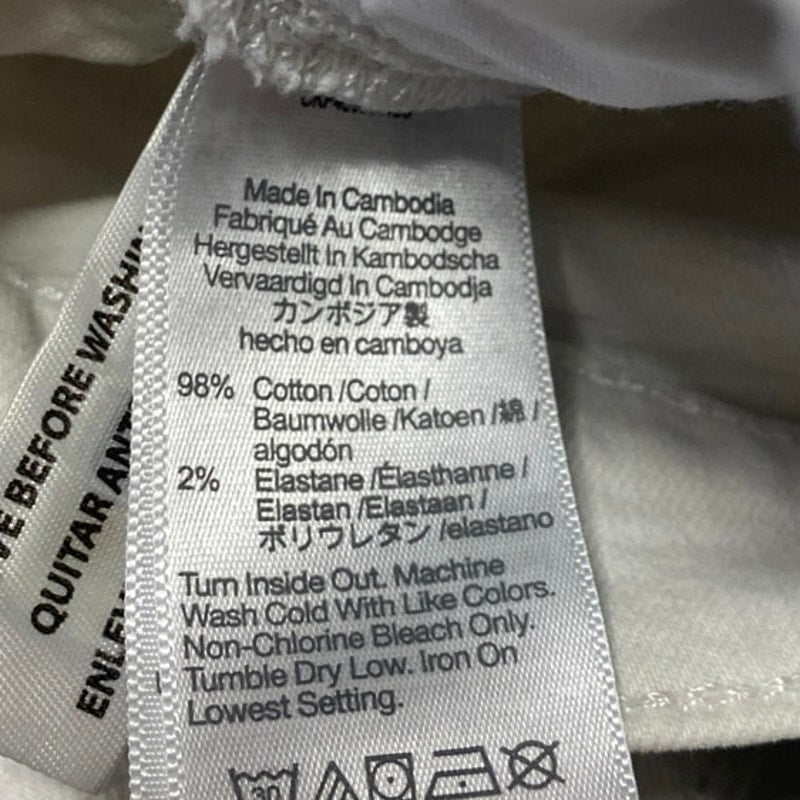 Made In Cambodia
Fabriqué Au Cambodge
Hergestellt In Kambodscha
Vervaardigd In Cambodja
カンボジア製
hecho en camboya
98% Cotton /Coton /
Baumwolle /Katoen /綿 /
algodón
2% Elastane /Élasthanne /
Elastan /Elastaan /
ポリウレタン /elastano
Turn Inside Out. Machine
Wash Cold With Like Colors.
Non-Chlorine Bleach Only.
Tumble Dry Low. Iron On
Lowest Setting.
30
BEFORE WASHIN
QUITAR